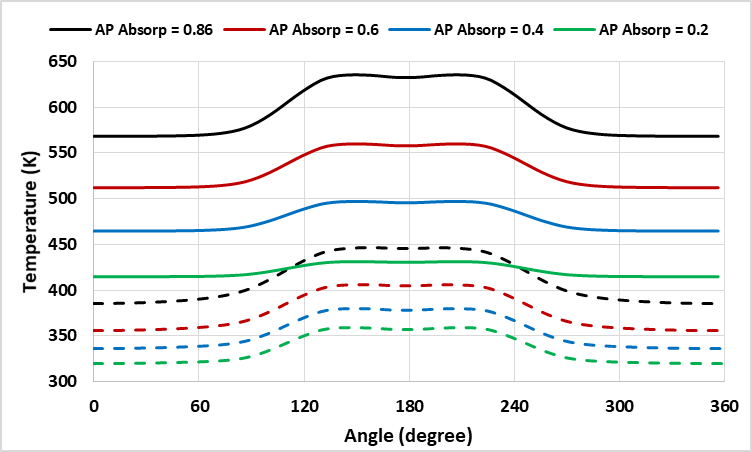 AP Absorp = 0.86 AP Absorp = 0.6 AP Absorp = 0.4 AP Absorp = 0.2
650
600
550
500
450
400
350
300
Temperature (K)
0 60 120 180 240 300 360
Angle (degree)